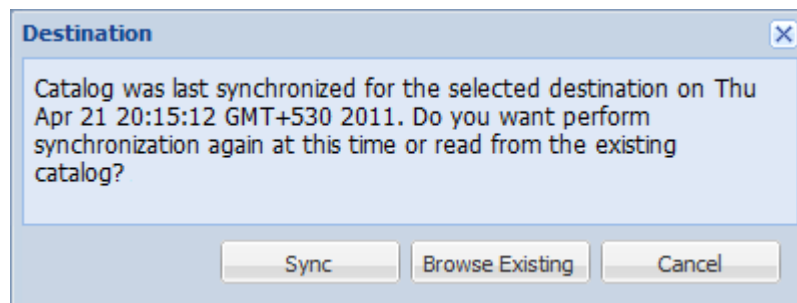 Destination
Catalog was last synchronized for the selected destination on Thu
Apr 21 20:15:12 GMT+530 2011. Do you want perform
synchronization again at this time or read from the existing
catalog?
Sync Browse Existing Cancel